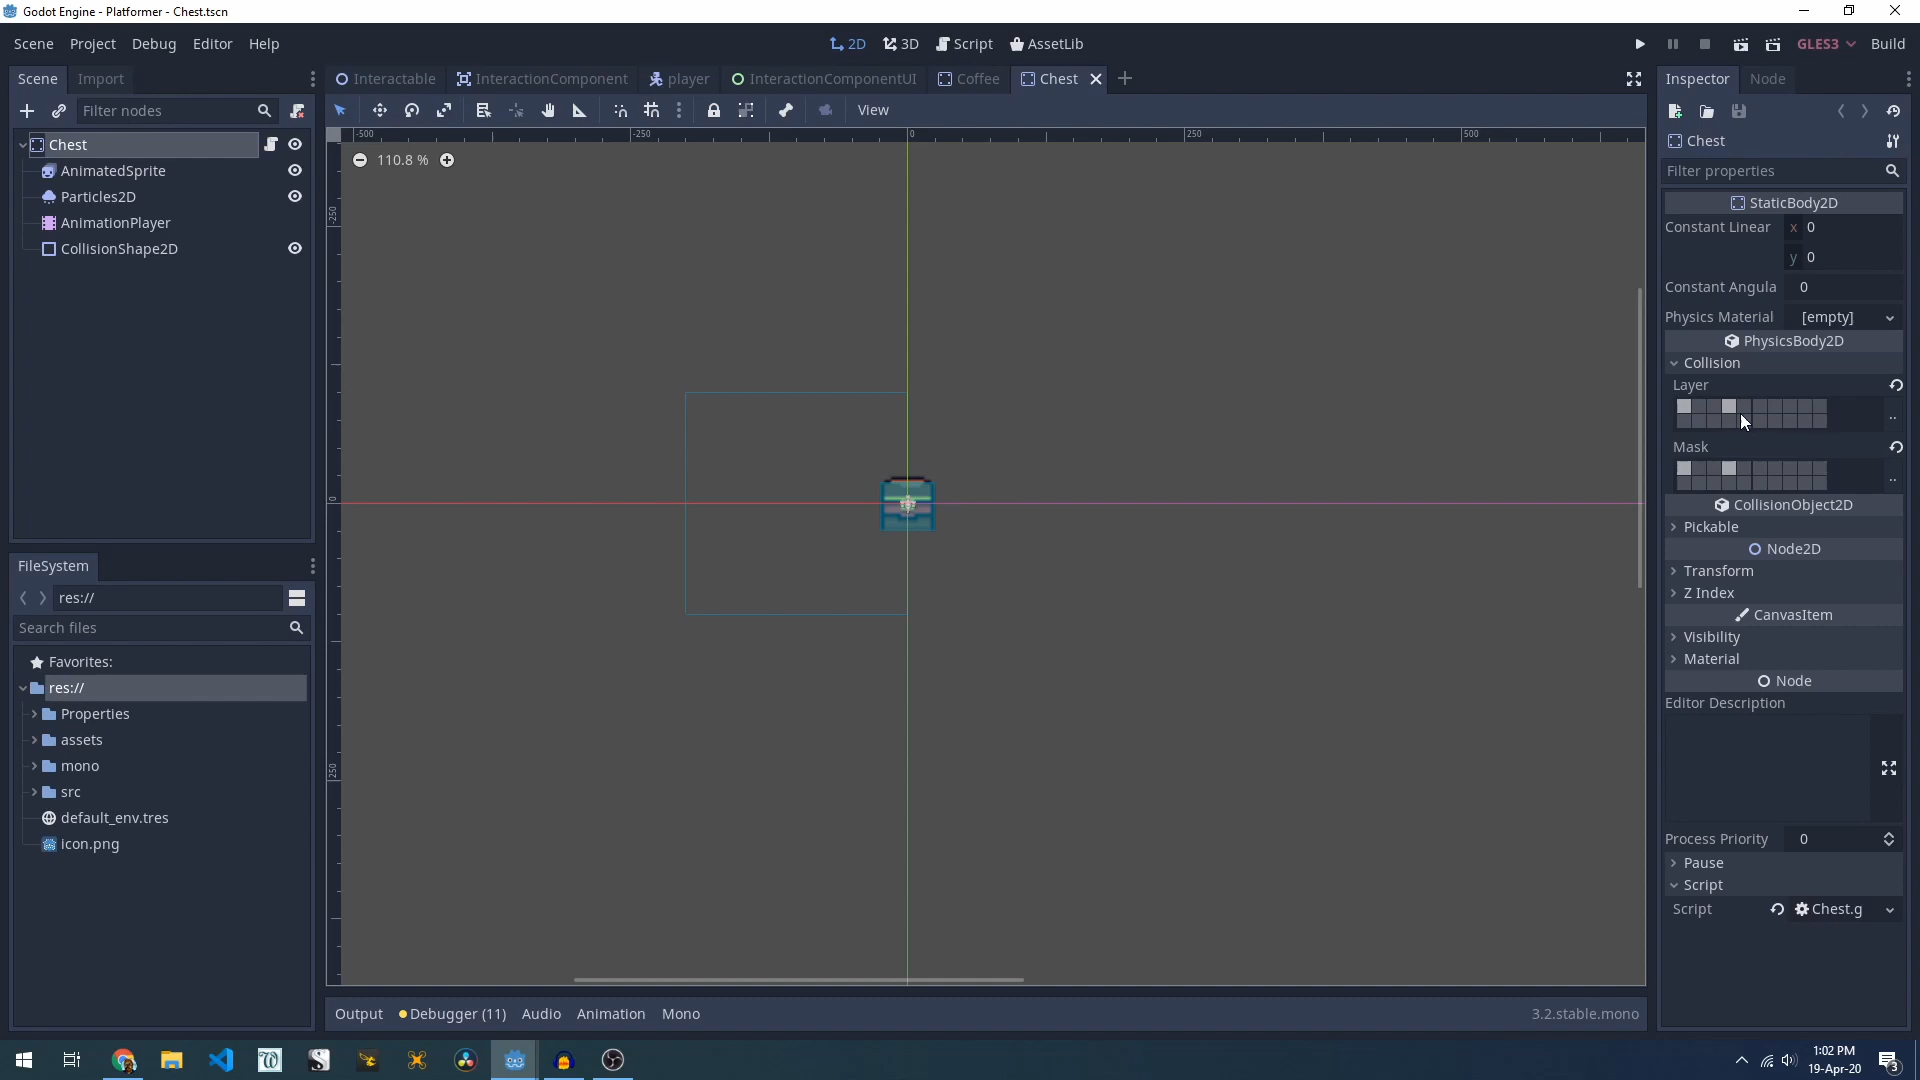 Godot Engine - Platformer - Chest.tscn
Scene Project Debug Editor Help
2D 3D Script AssetLib
GLES3 Build
Scene Import
Interactable InteractionComponent player InteractionComponentUI Coffee Chest
Inspector Node
Filter nodes
View
Chest
AnimatedSprite
Particles2D
AnimationPlayer
CollisionShape2D
-500 -250 0 250 500
110.8 %
-250
0
250
Chest
Filter properties
StaticBody2D
Constant Linear x 0
y 0
Constant Angula 0
Physics Material [empty]
PhysicsBody2D
Collision
Layer
..
Mask
..
CollisionObject2D
Pickable
Node2D
Transform
Z Index
CanvasItem
Visibility
Material
Node
Editor Description
Process Priority 0
Pause
Script
Script Chest.g
FileSystem
res://
Search files
Favorites:
res://
Properties
assets
mono
src
default_env.tres
icon.png
Output Debugger (11) Audio Animation Mono
3.2.stable.mono
1:02 PM
19-Apr-20
3